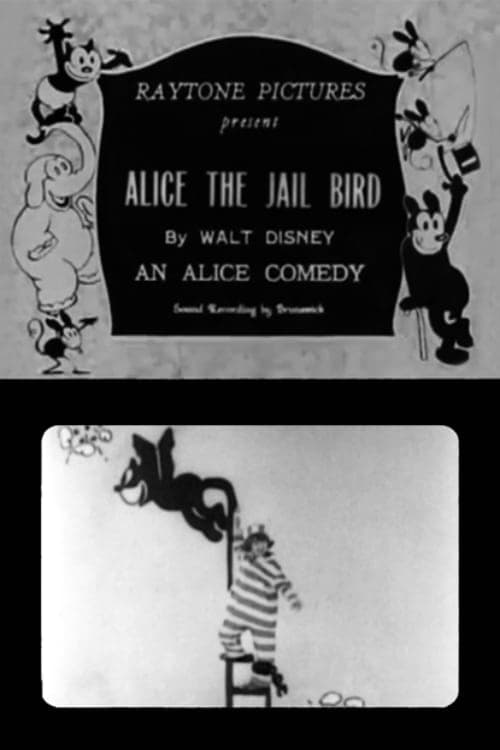 RAYTONE PICTURES
present
ALICE THE JAIL BIRD
By WALT DISNEY
AN ALICE COMEDY
Sound Recording by Brunswick